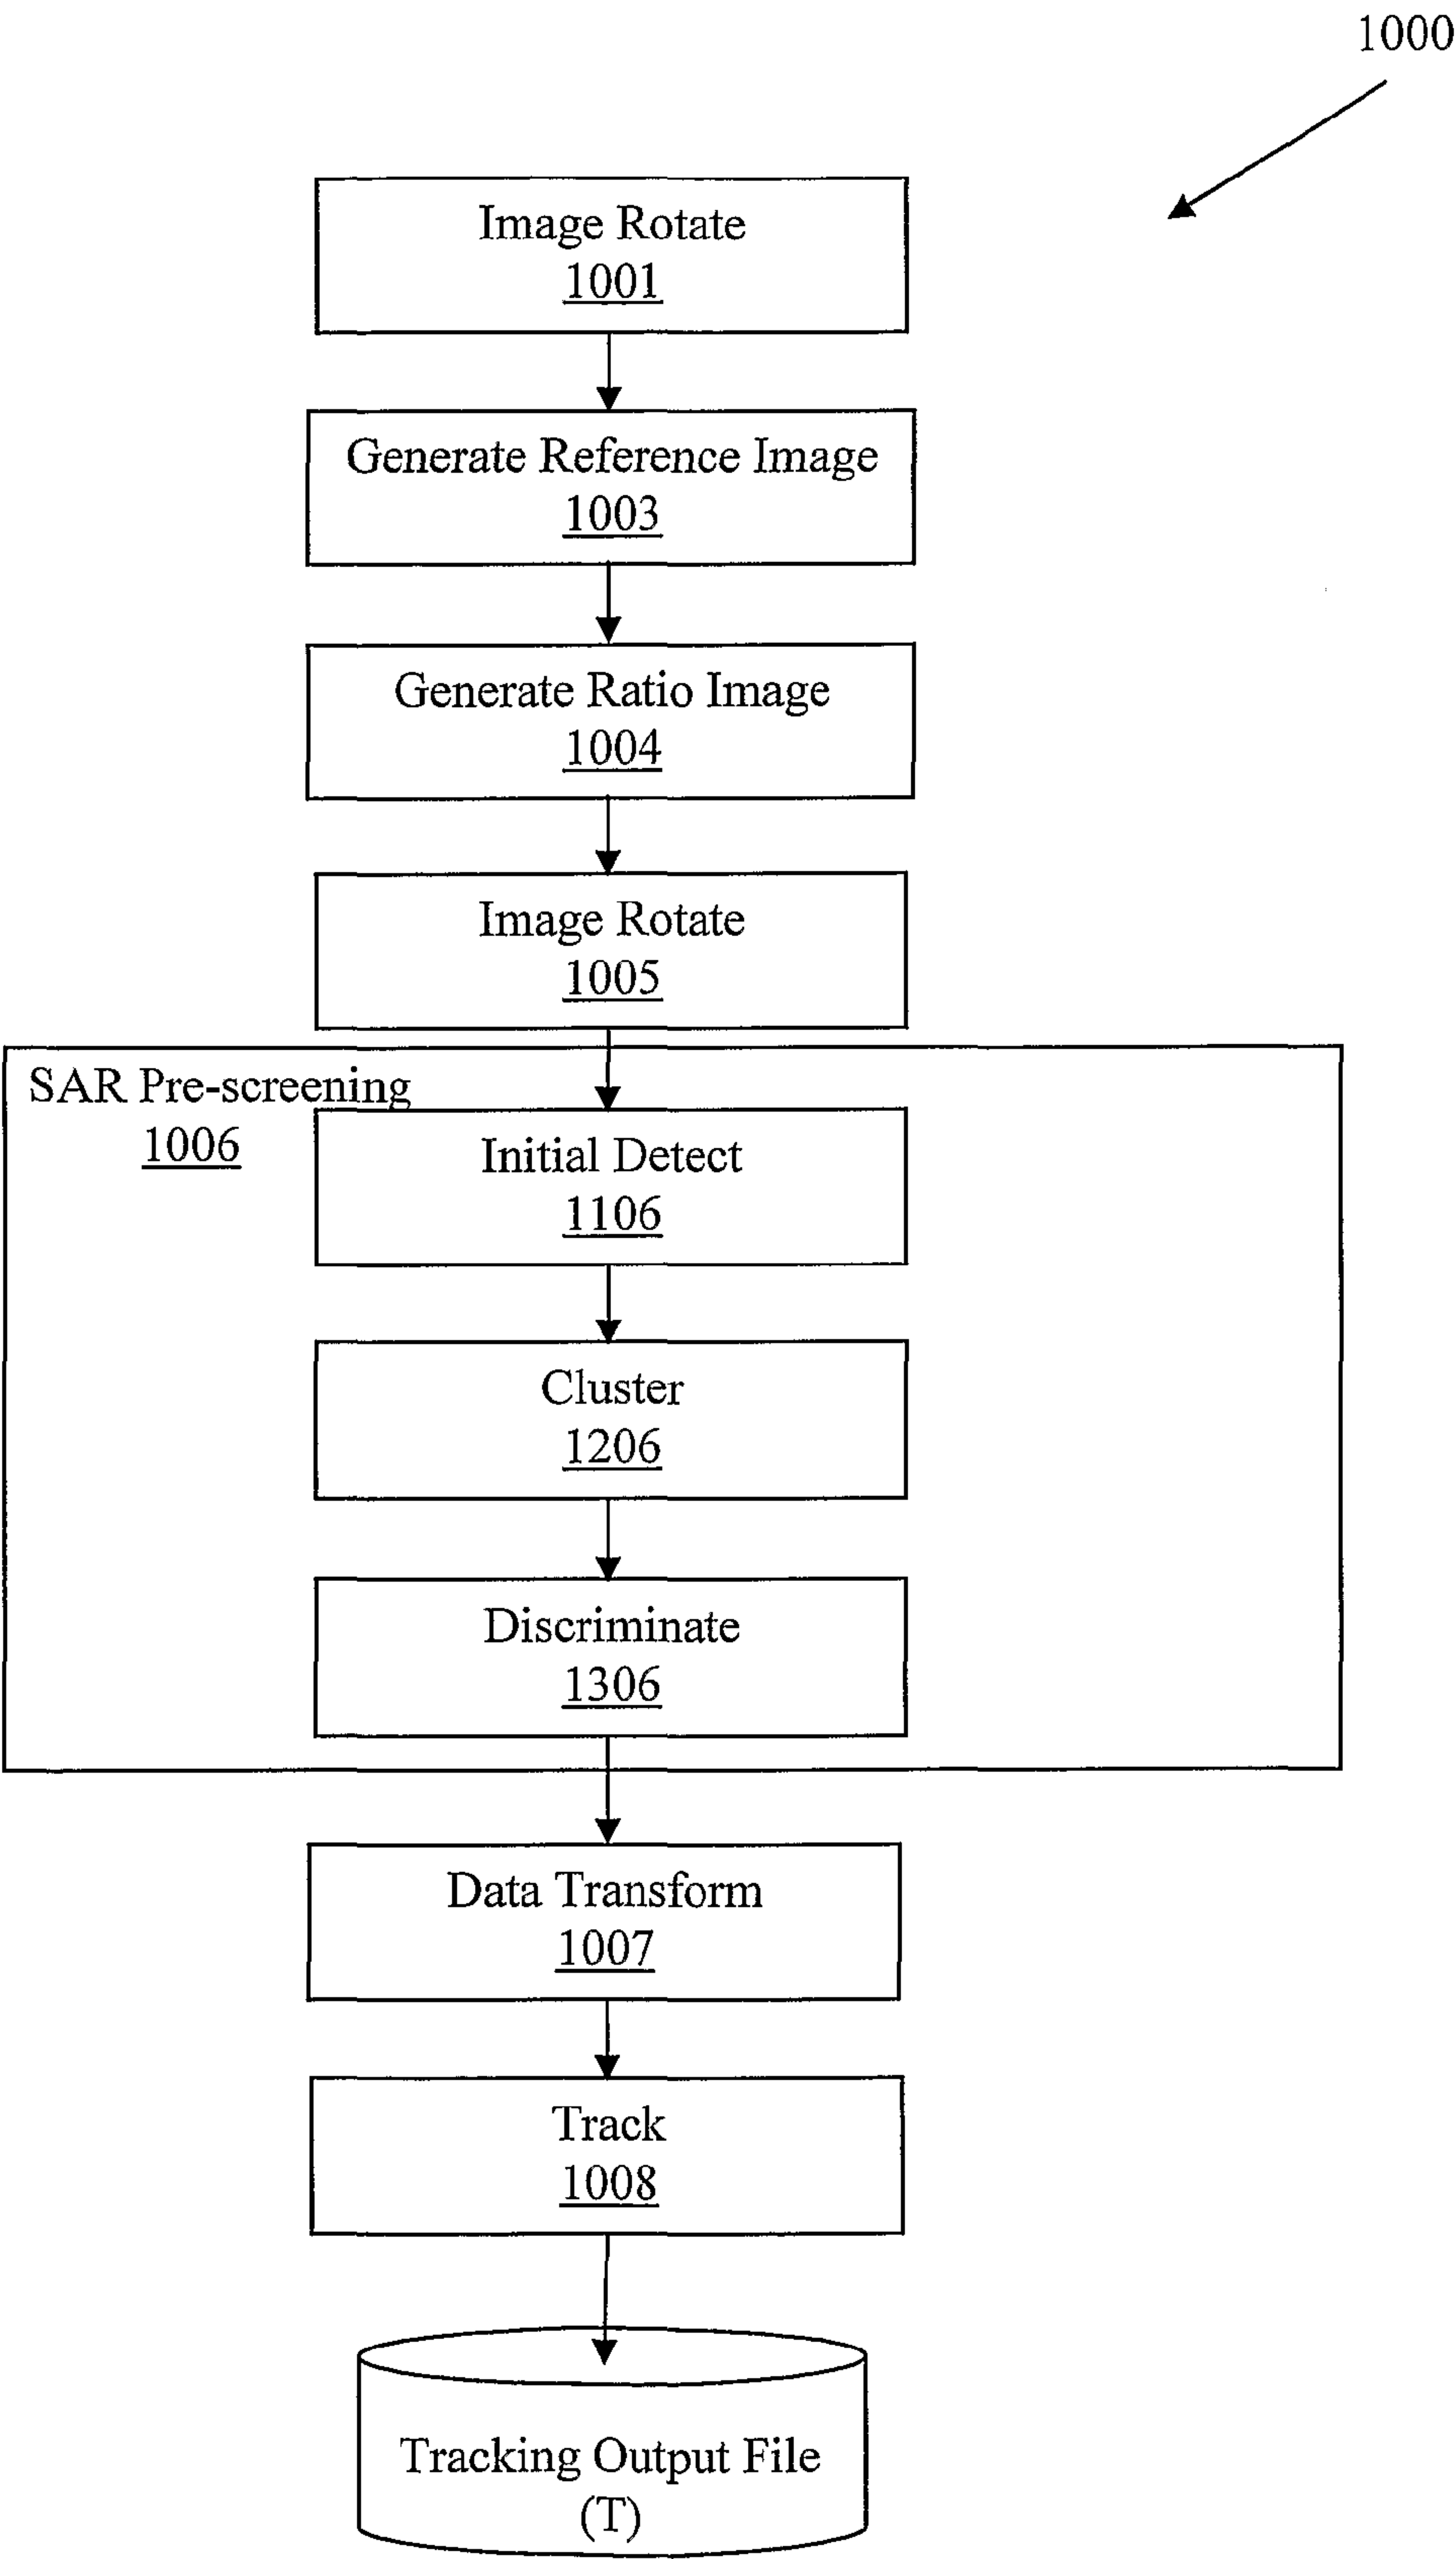 1000
Image Rotate
1001
Generate Reference Image
1003
Generate Ratio Image
1004
Image Rotate
1005
SAR Pre-screening
1006
Initial Detect
1106
Cluster
1206
Discriminate
1306
Data Transform
1007
Track
1008
Tracking Output File
(T)